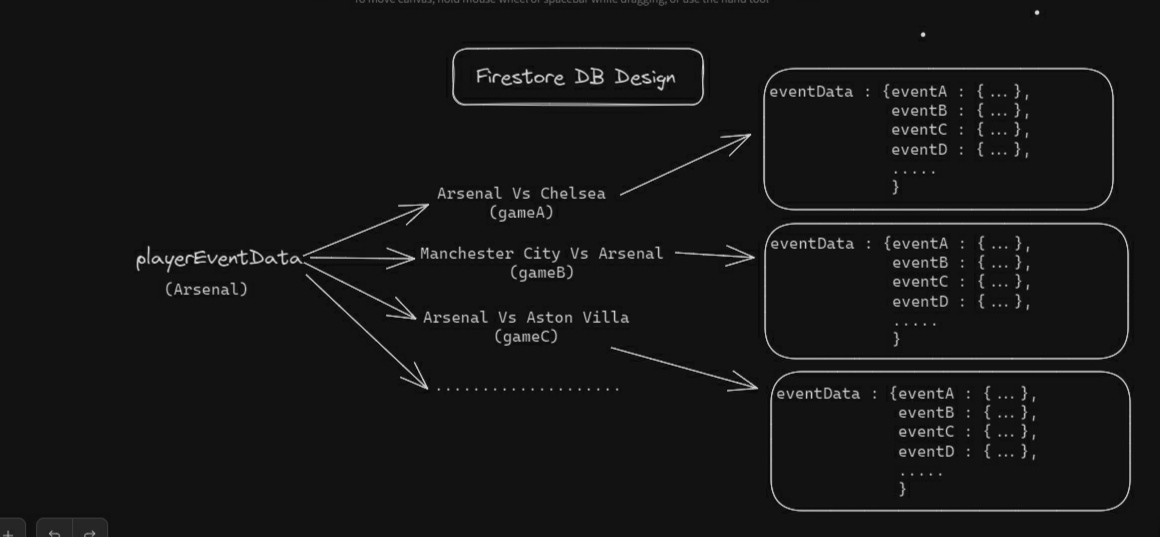 To move canvas, hold mouse wheel or spacebar while dragging, or use the hand tool
Firestore DB Design
playerEventData
(Arsenal)
Arsenal Vs Chelsea
(gameA)
Manchester City Vs Arsenal
(gameB)
Arsenal Vs Aston Villa
(gameC)
....................
eventData : {eventA : { ... },
eventB : { ... },
eventC : { ... },
eventD : { ... },
.....
}
eventData : {eventA : { ... },
eventB : { ... },
eventC : { ... },
eventD : { ... },
.....
}
eventData : {eventA : { ... },
eventB : { ... },
eventC : { ... },
eventD : { ... },
.....
}